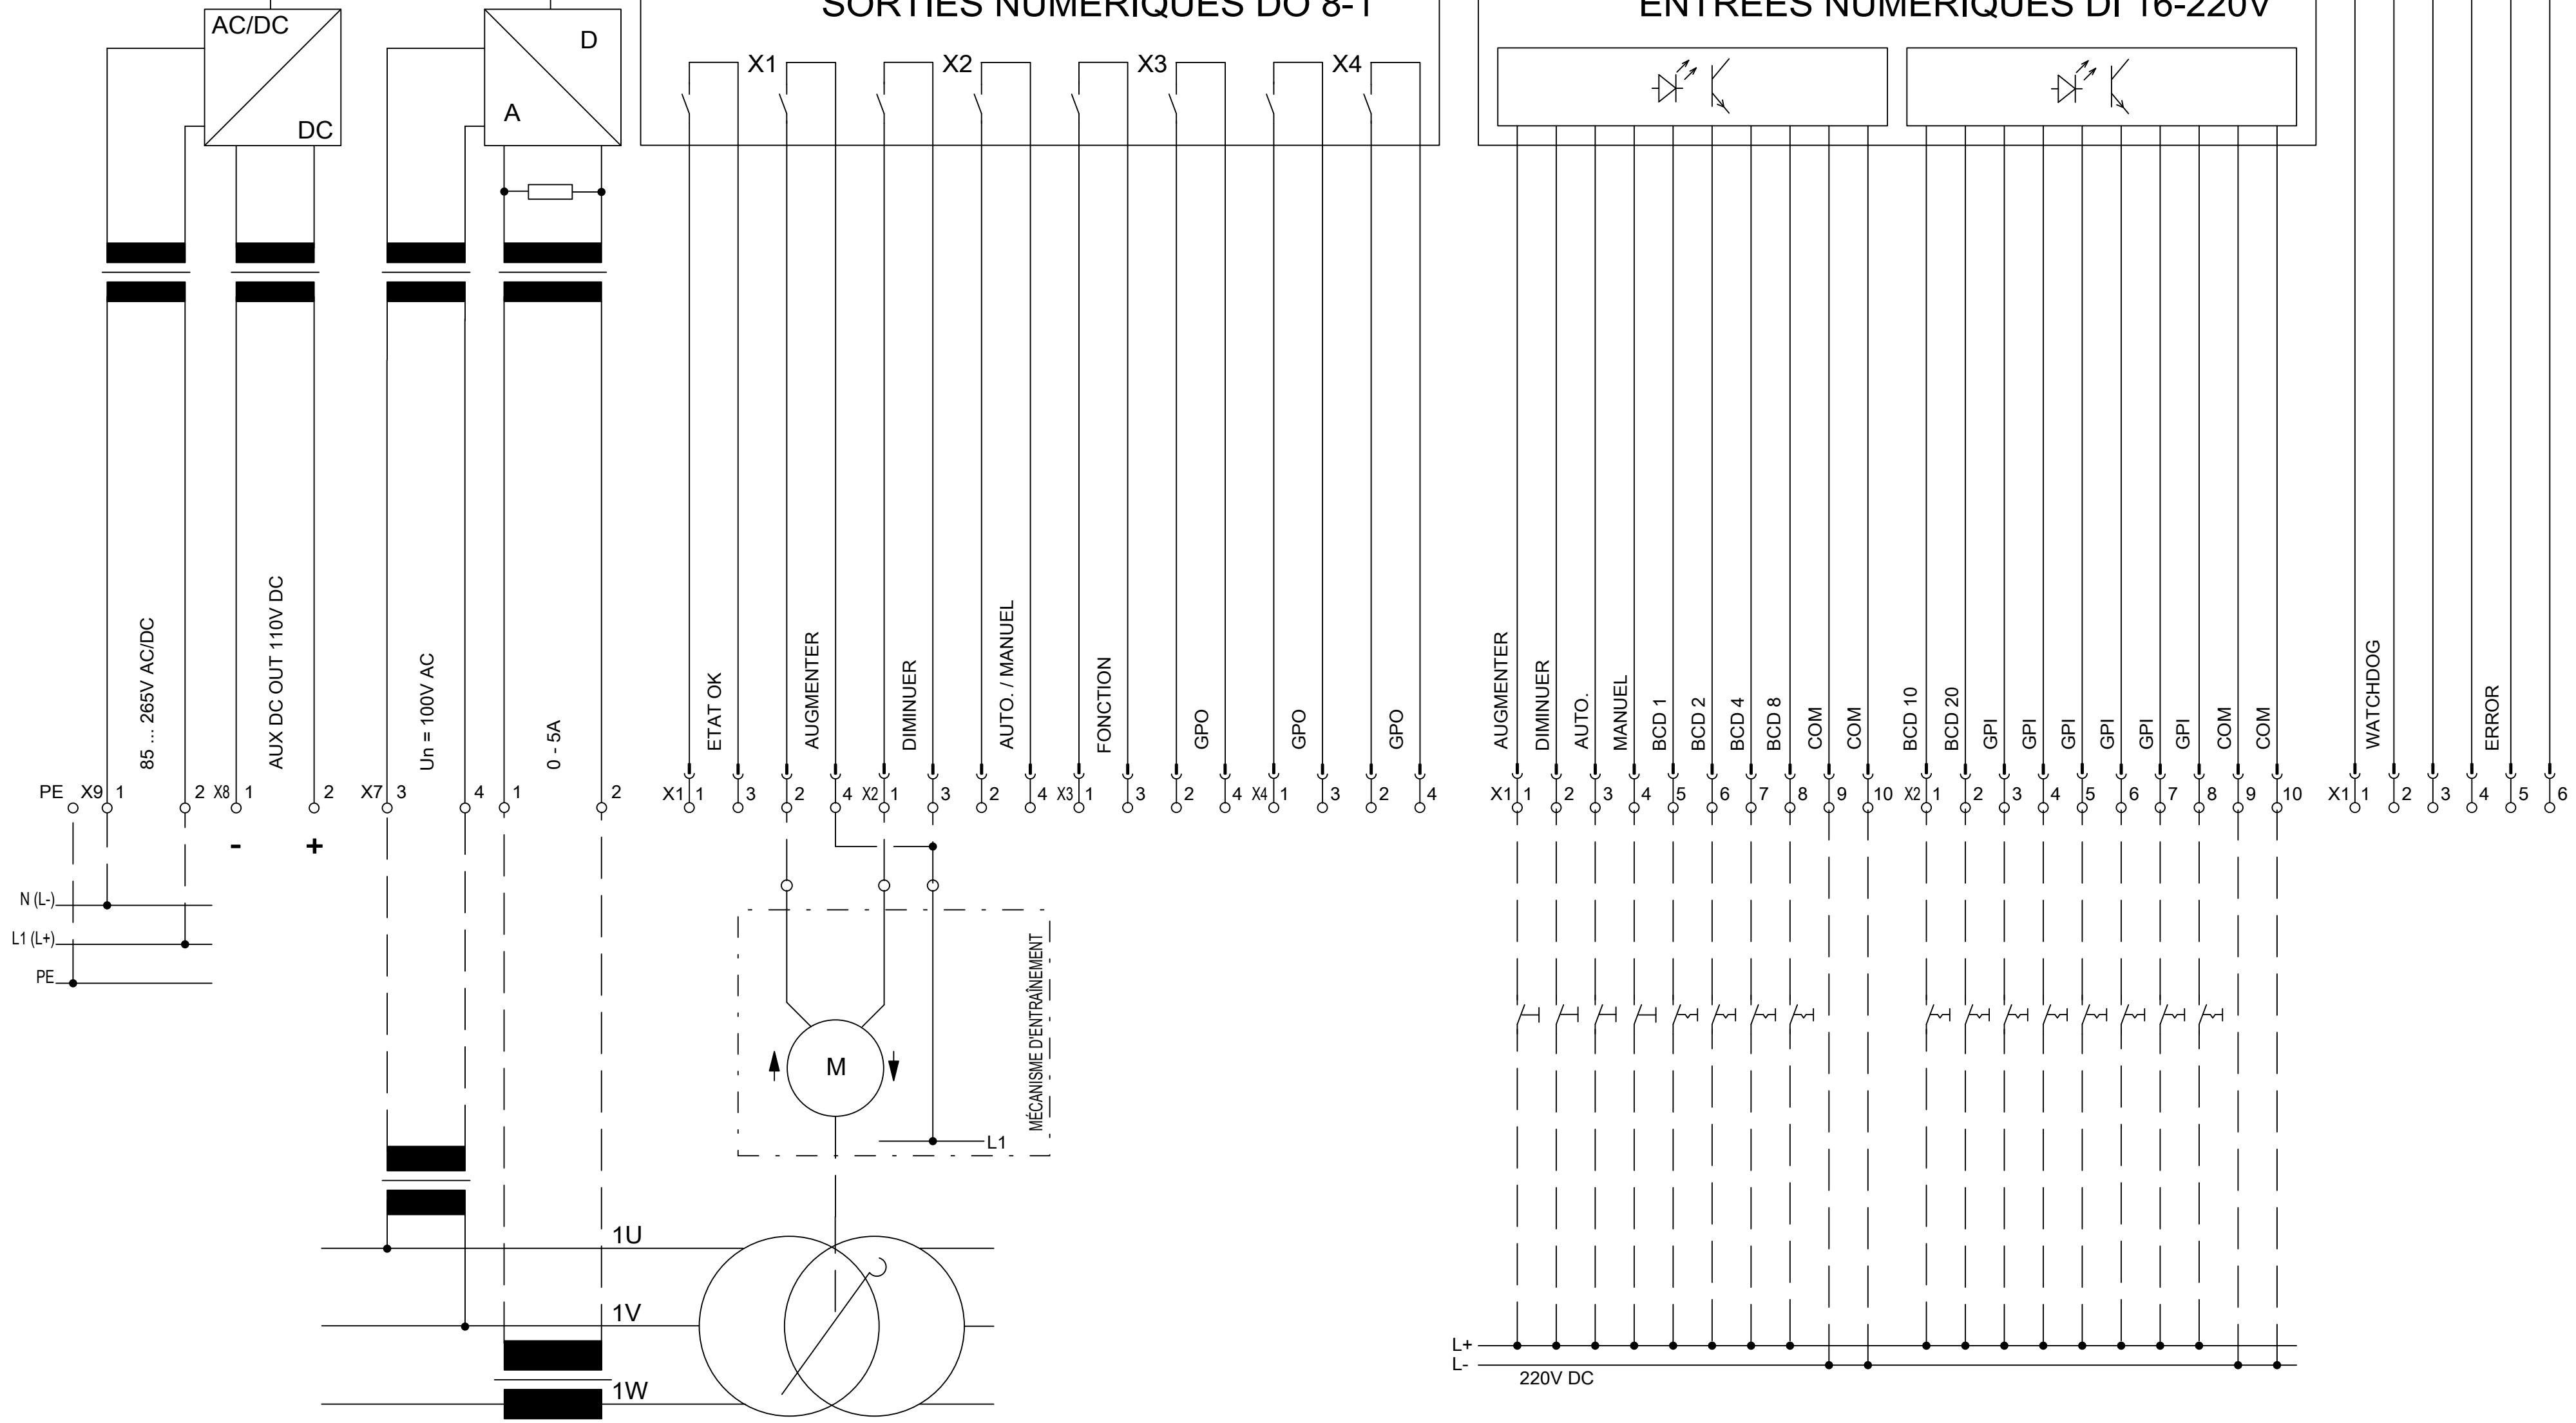 SORTIES NUMÉRIQUES DO 8-1
ENTRÉES NUMÉRIQUES DI 16-220V
AC/DC
DC
D
A
X1 X2 X3 X4
85 ... 265V AC/DC
AUX DC OUT 110V DC
Un = 100V AC
0 - 5A
ETAT OK
AUGMENTER
DIMINUER
AUTO. / MANUEL
FONCTION
GPO
GPO
GPO
AUGMENTER
DIMINUER
AUTO.
MANUEL
BCD 1
BCD 2
BCD 4
BCD 8
COM
COM
BCD 10
BCD 20
GPI
GPI
GPI
GPI
GPI
GPI
COM
COM
WATCHDOG
ERROR
PE X9 1 2 X8 1 2 X7 3 4 1 2
X1 1 3 2 4 X2 1 3 2 4 X3 1 3 2 4 X4 1 3 2 4
X1 1 2 3 4 5 6 7 8 9 10 X2 1 2 3 4 5 6 7 8 9 10
X1 1 2 3 4 5 6
- +
N (L-)
L1 (L+)
PE
MÉCANISME D'ENTRAÎNEMENT
M
L1
1U
1V
1W
L+
L-
220V DC